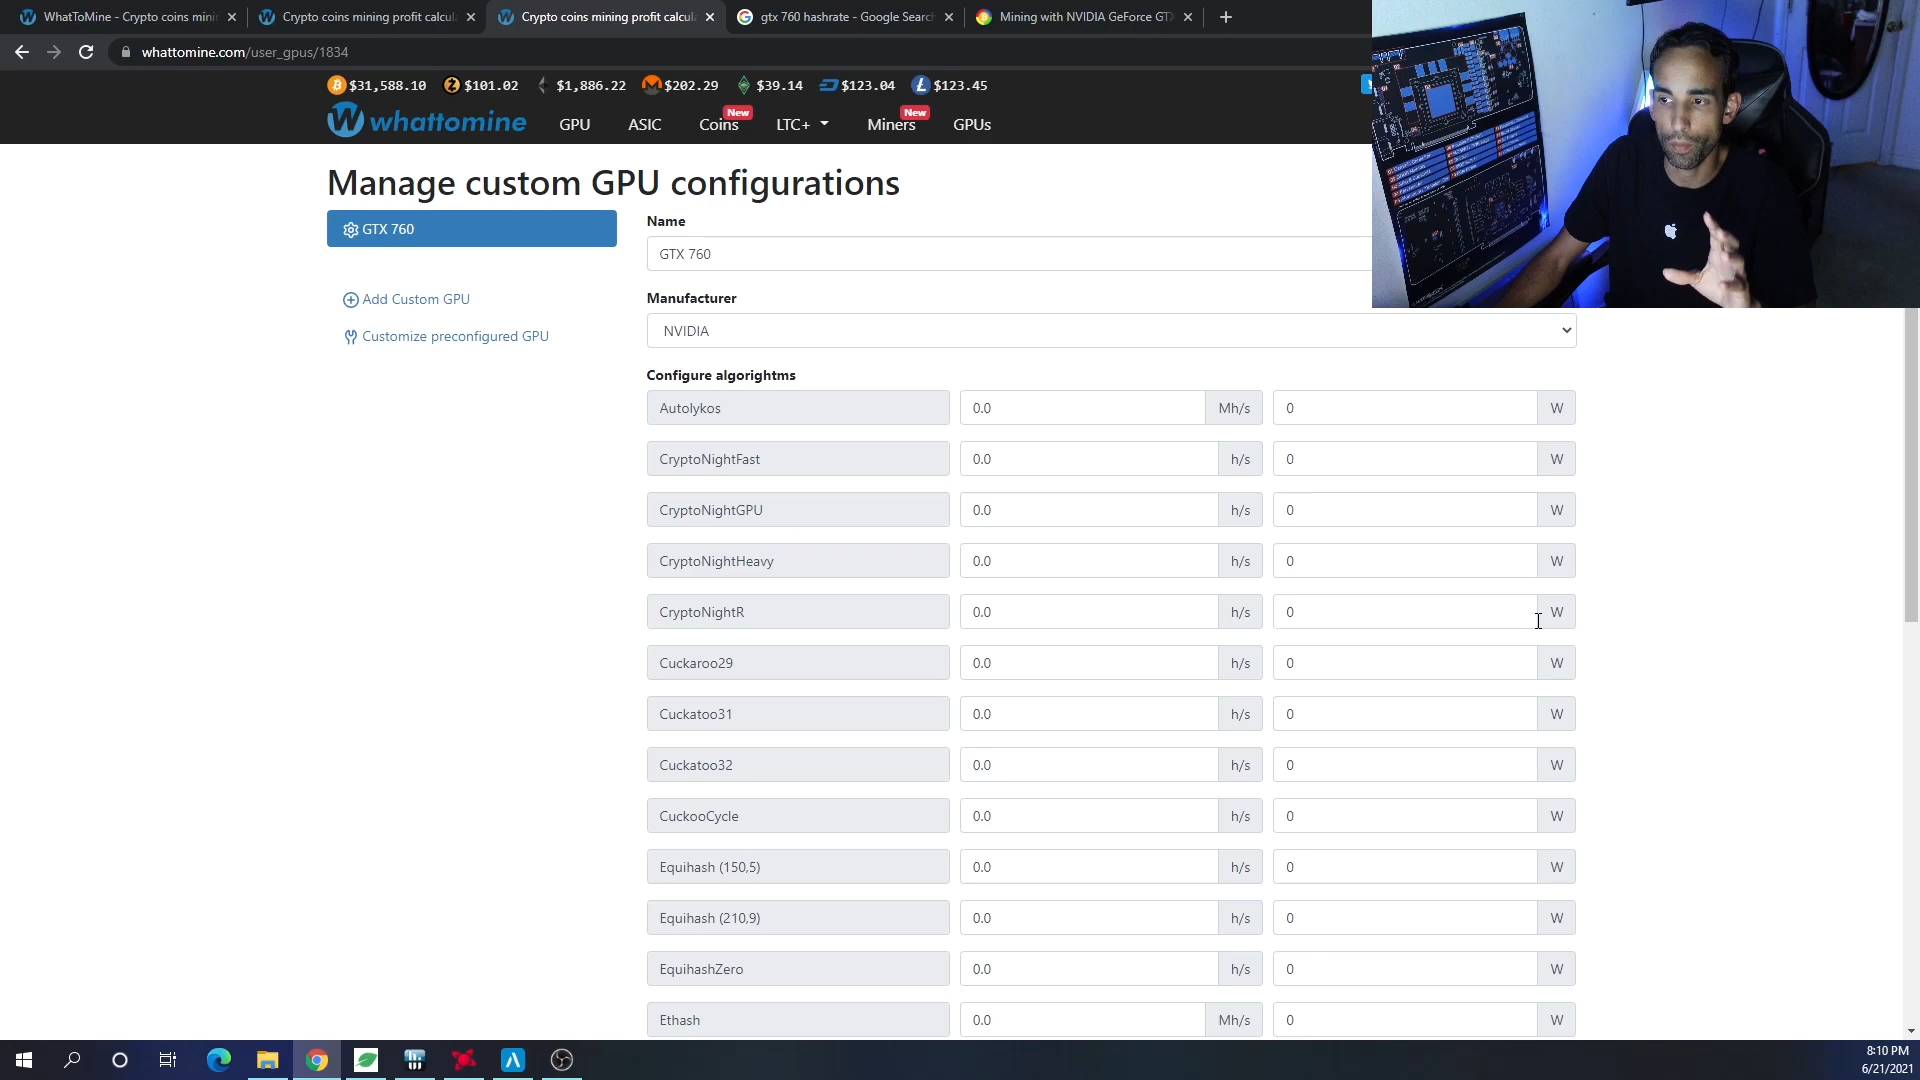 WhatToMine - Crypto coins minin
Crypto coins mining profit calcula
Crypto coins mining profit calcula
gtx 760 hashrate - Google Search
Mining with NVIDIA GeForce GTX
whattomine.com/user_gpus/1834
$31,588.10 $101.02 $1,886.22 $202.29 $39.14 $123.04 $123.45
whattomine GPU ASIC Coins New LTC+ Miners New GPUs
Manage custom GPU configurations
GTX 760
Add Custom GPU
Customize preconfigured GPU
Name
GTX 760
Manufacturer
NVIDIA
Configure algorightms
Autolykos 0.0 Mh/s 0 W
CryptoNightFast 0.0 h/s 0 W
CryptoNightGPU 0.0 h/s 0 W
CryptoNightHeavy 0.0 h/s 0 W
CryptoNightR 0.0 h/s 0 W
Cuckaroo29 0.0 h/s 0 W
Cuckatoo31 0.0 h/s 0 W
Cuckatoo32 0.0 h/s 0 W
CuckooCycle 0.0 h/s 0 W
Equihash (150,5) 0.0 h/s 0 W
Equihash (210,9) 0.0 h/s 0 W
EquihashZero 0.0 h/s 0 W
Ethash 0.0 Mh/s 0 W
8:10 PM
6/21/2021